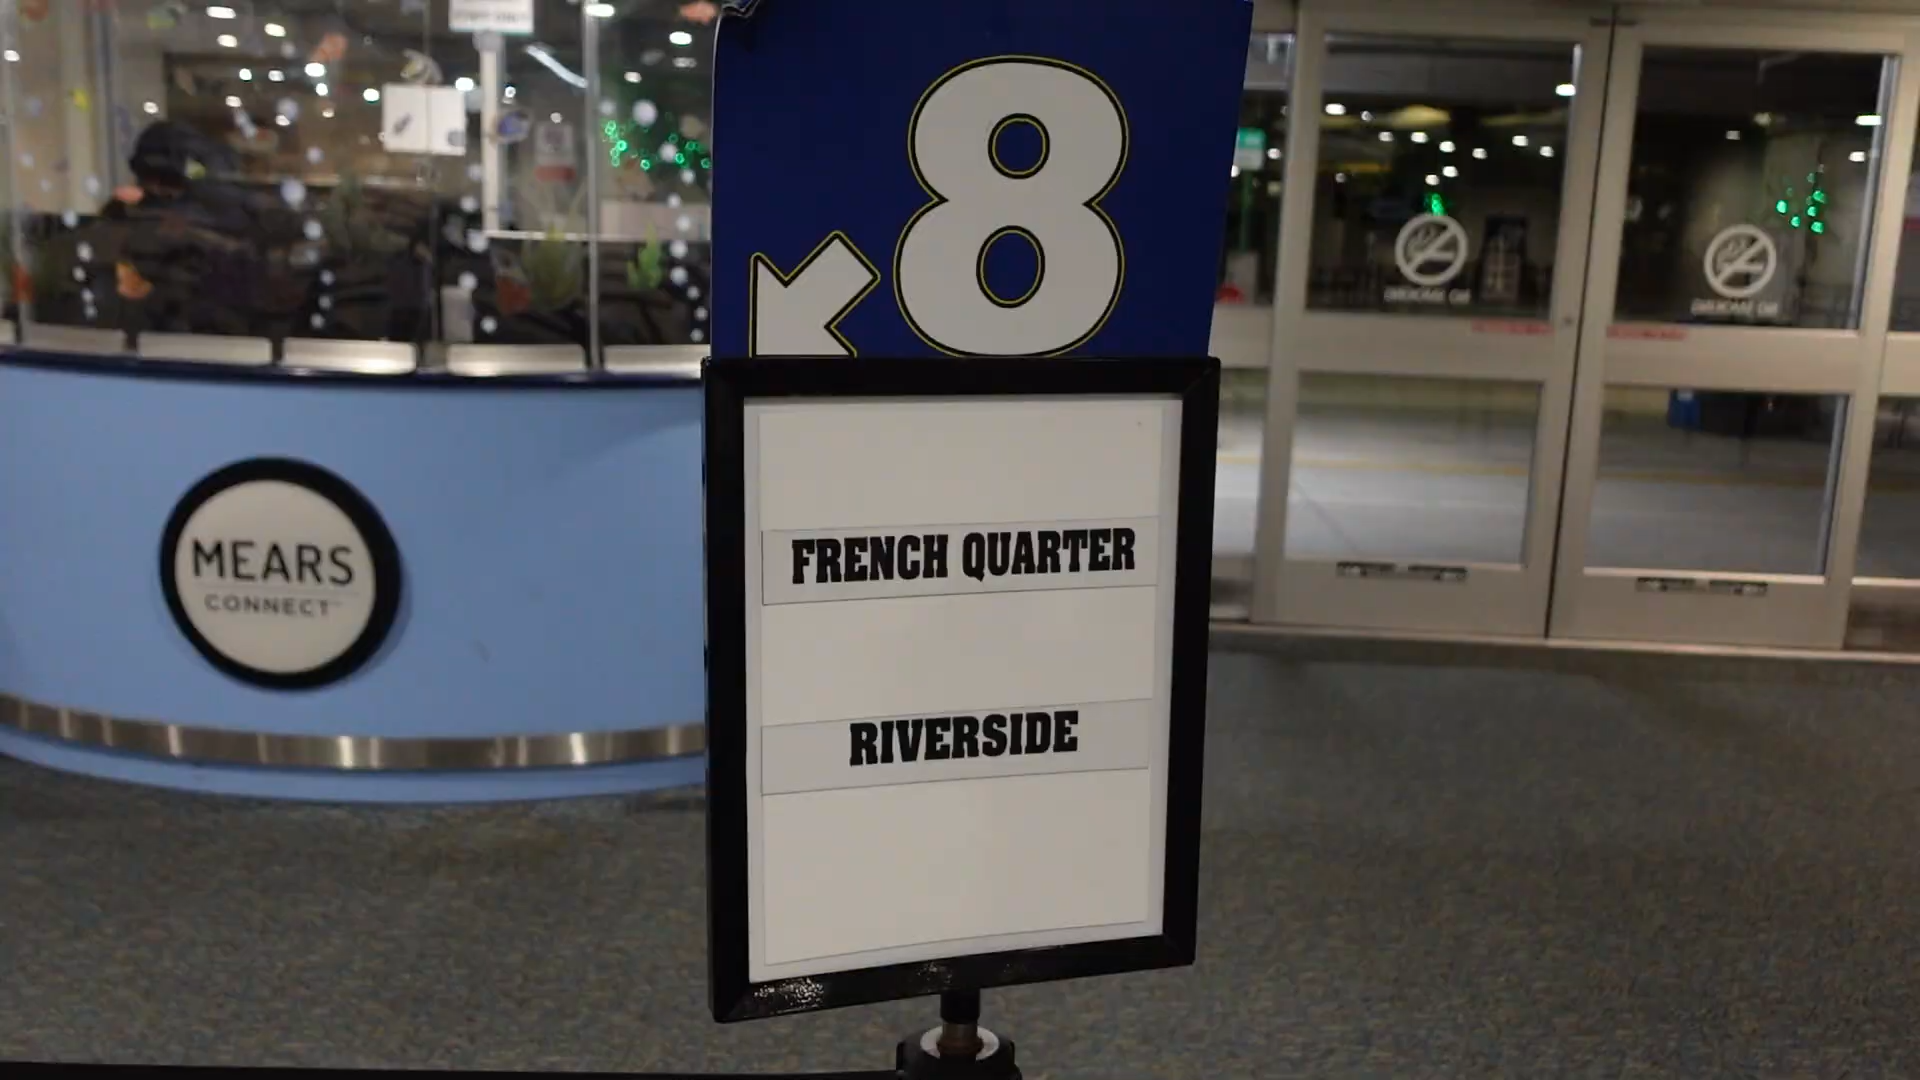 8
FRENCH QUARTER
RIVERSIDE
MEARS
CONNECT